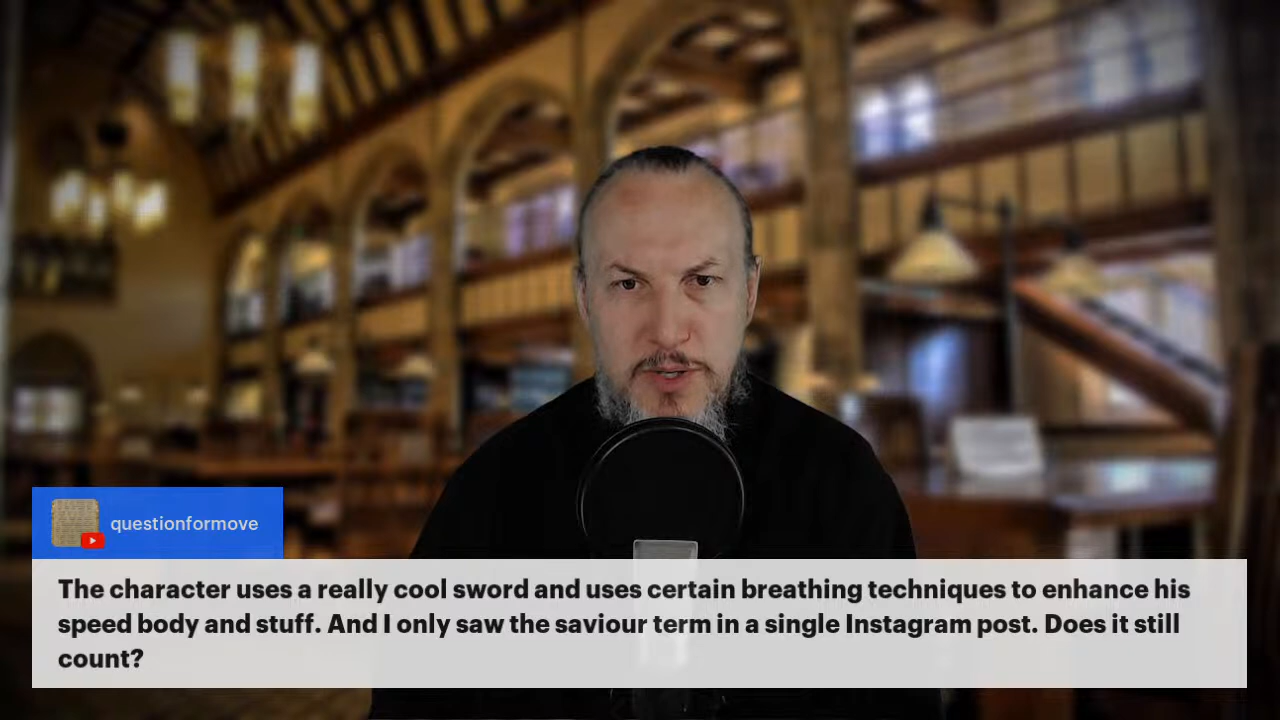 questionformove
The character uses a really cool sword and uses certain breathing techniques to enhance his
speed body and stuff. And I only saw the saviour term in a single Instagram post. Does it still
count?